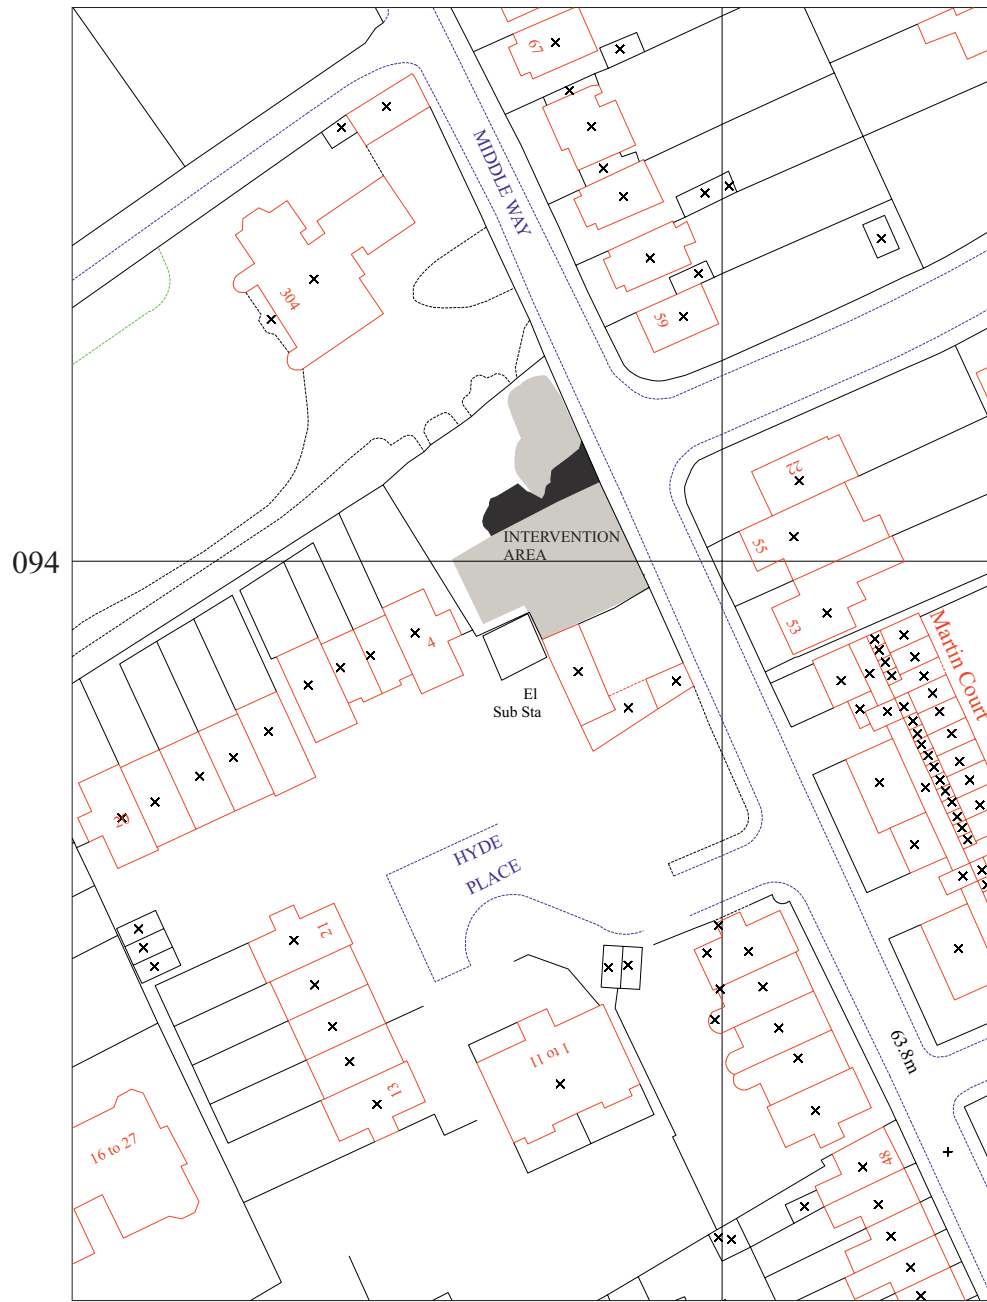 67
MIDDLE WAY
304
59
22
INTERVENTION
AREA
094
55
53
4
Martin Court
El
Sub Sta
20
HYDE
PLACE
21
63.8m
1 to 11
13
16 to 27
48